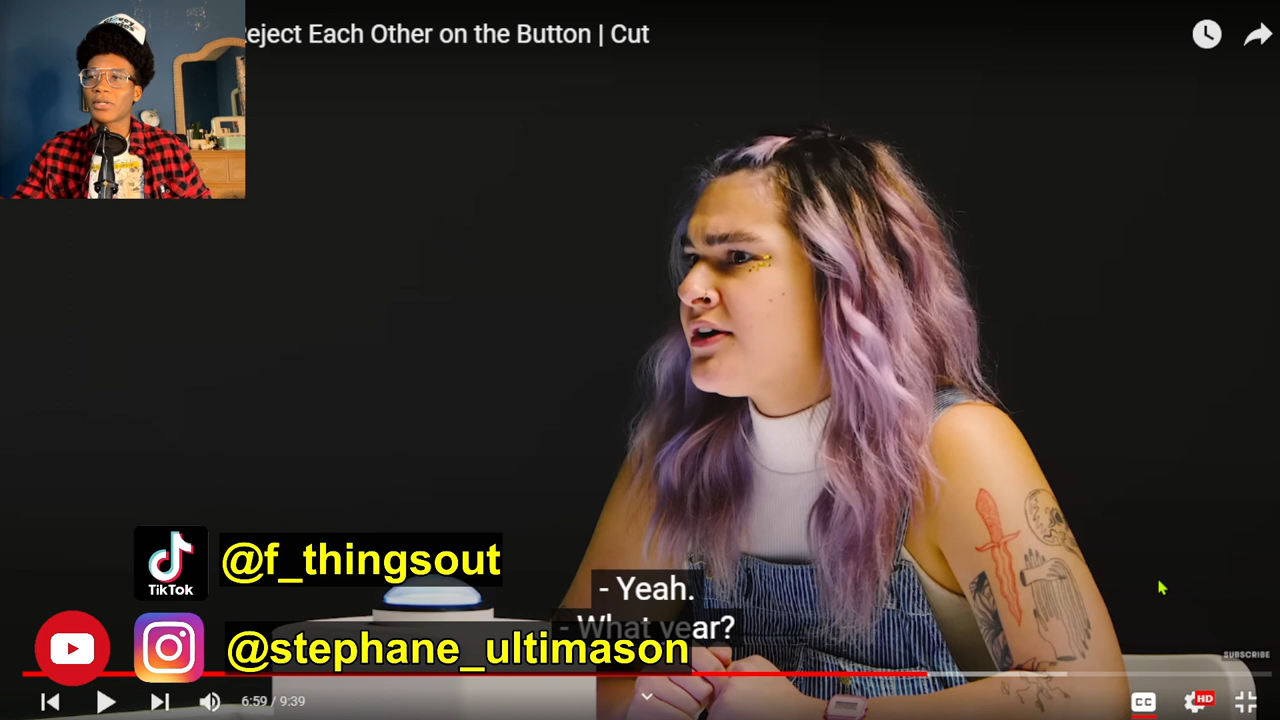 eject Each Other on the Button | Cut
@f_thingsout
TikTok
- Yeah.
- What year?
@stephane_ultimason
SUBSCRIBE
6:59 / 9:39
CC
HD